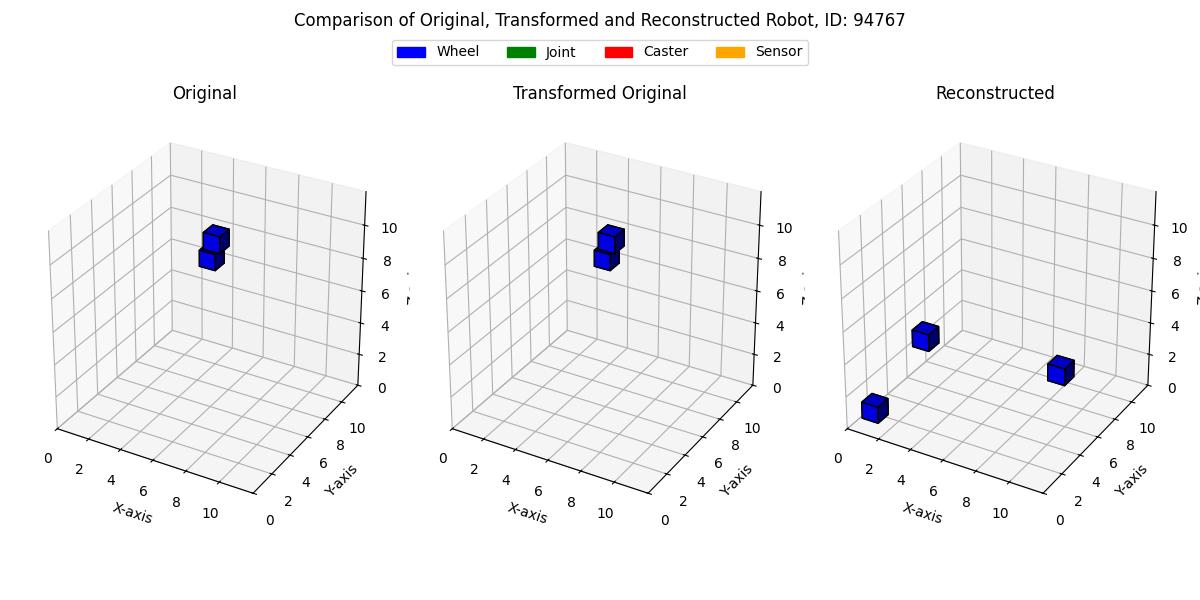 Comparison of Original, Transformed and Reconstructed Robot, ID: 94767
Wheel Joint Caster Sensor
Original
Transformed Original
Reconstructed
0 2 4 6 8 10
X-axis
0 2 4 6 8 10
Y-axis
0 2 4 6 8 10
0 2 4 6 8 10
X-axis
0 2 4 6 8 10
Y-axis
0 2 4 6 8 10
0 2 4 6 8 10
X-axis
0 2 4 6 8 10
Y-axis
0 2 4 6 8 10